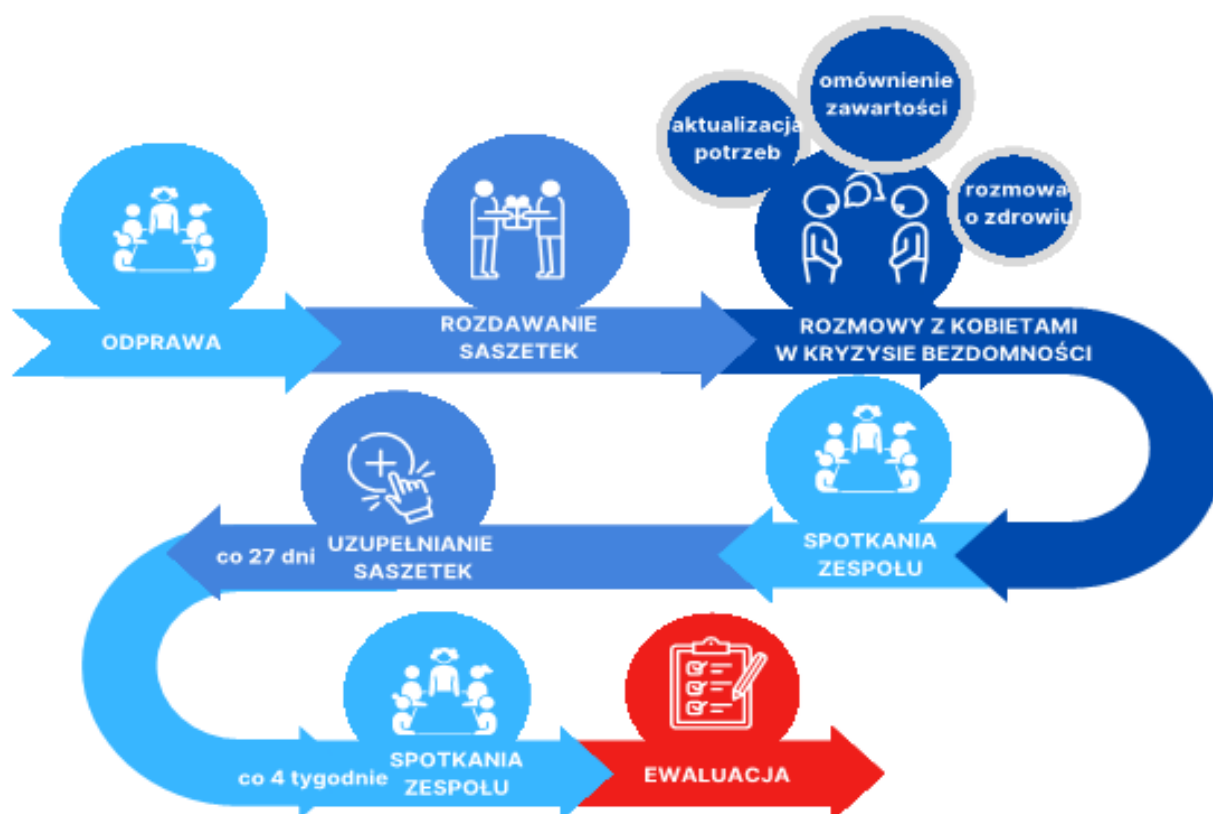 omównienie
zawartości
aktualizacja
potrzeb
rozmowa
o zdrowiu
ODPRAWA
ROZDAWANIE
SASZETEK
ROZMOWY Z KOBIETAMI
W KRYZYSIE BEZDOMNOŚCI
SPOTKANIA
ZESPOŁU
UZUPEŁNIANIE
SASZETEK
co 27 dni
co 4 tygodnie
SPOTKANIA
ZESPOŁU
EWALUACJA